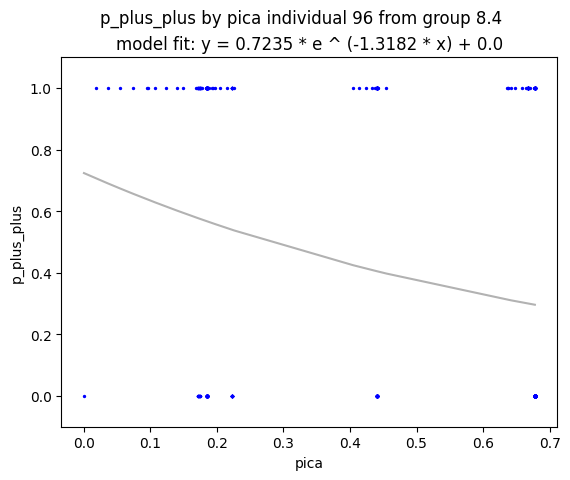 p_plus_plus by pica individual 96 from group 8.4
model fit: y = 0.7235 * e ^ (-1.3182 * x) + 0.0
1.0
0.8
0.6
0.4
0.2
0.0
p_plus_plus
0.0 0.1 0.2 0.3 0.4 0.5 0.6 0.7
pica